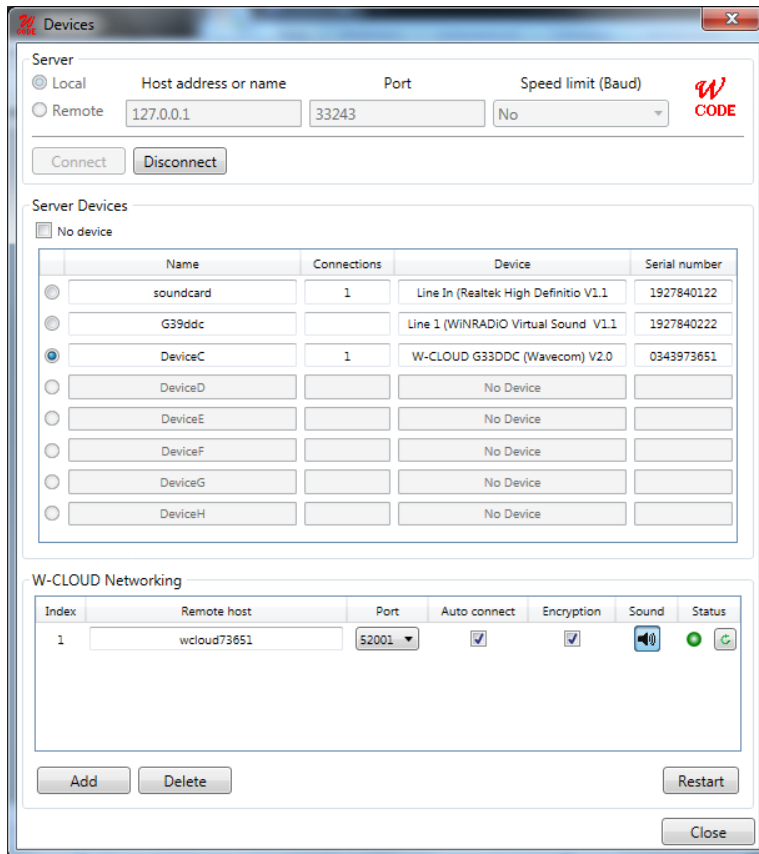 W CODE Devices
Server
Local Host address or name Port Speed limit (Baud)
Remote 127.0.0.1 33243 No
W
CODE
Connect Disconnect
Server Devices
No device
Name Connections Device Serial number
soundcard 1 Line In (Realtek High Definitio V1.1 1927840122
G39ddc Line 1 (WiNRADiO Virtual Sound V1.1 1927840222
DeviceC 1 W-CLOUD G33DDC (Wavecom) V2.0 0343973651
DeviceD No Device
DeviceE No Device
DeviceF No Device
DeviceG No Device
DeviceH No Device
W-CLOUD Networking
Index Remote host Port Auto connect Encryption Sound Status
1 wcloud73651 52001
Add Delete Restart
Close